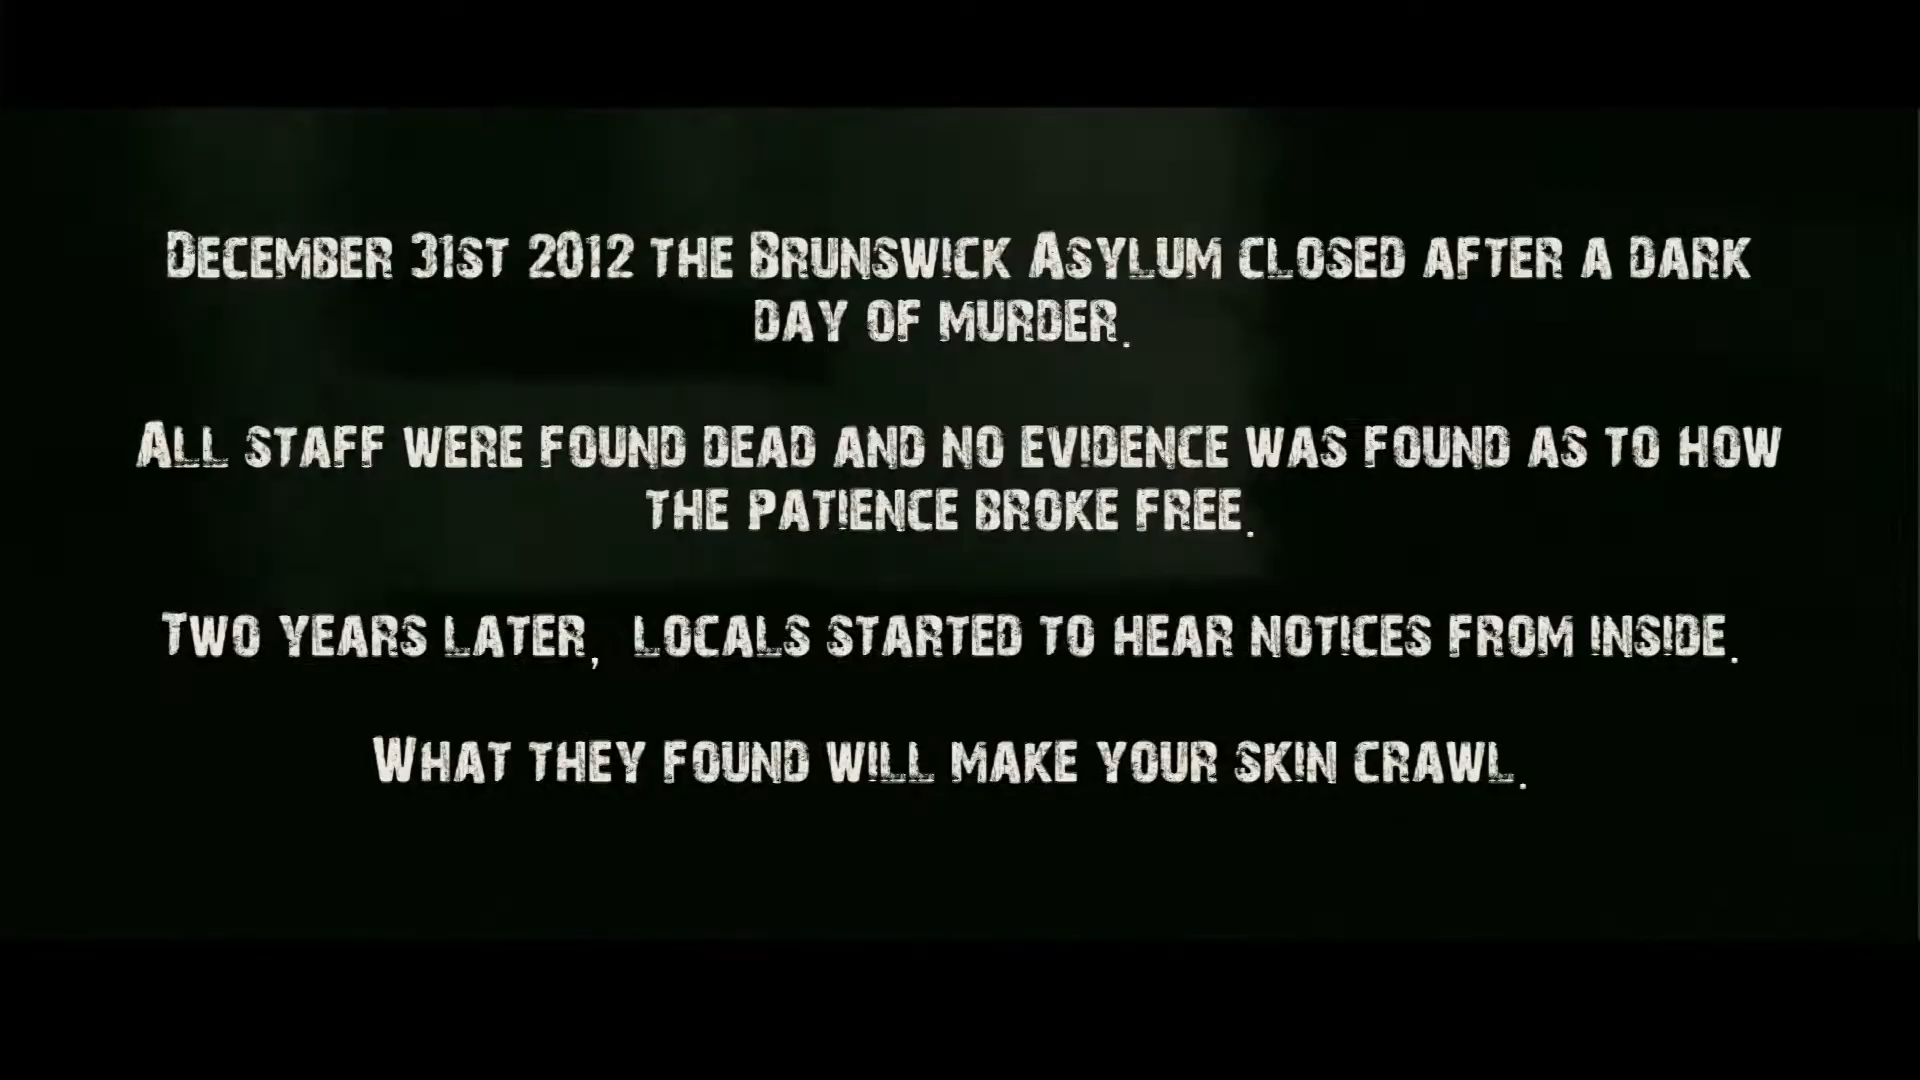 December 31st 2012 the Brunswick Asylum closed after a dark
day of murder.
All staff were found dead and no evidence was found as to how
the patience broke free.
Two years later, locals started to hear notices from inside.
What they found will make your skin crawl.